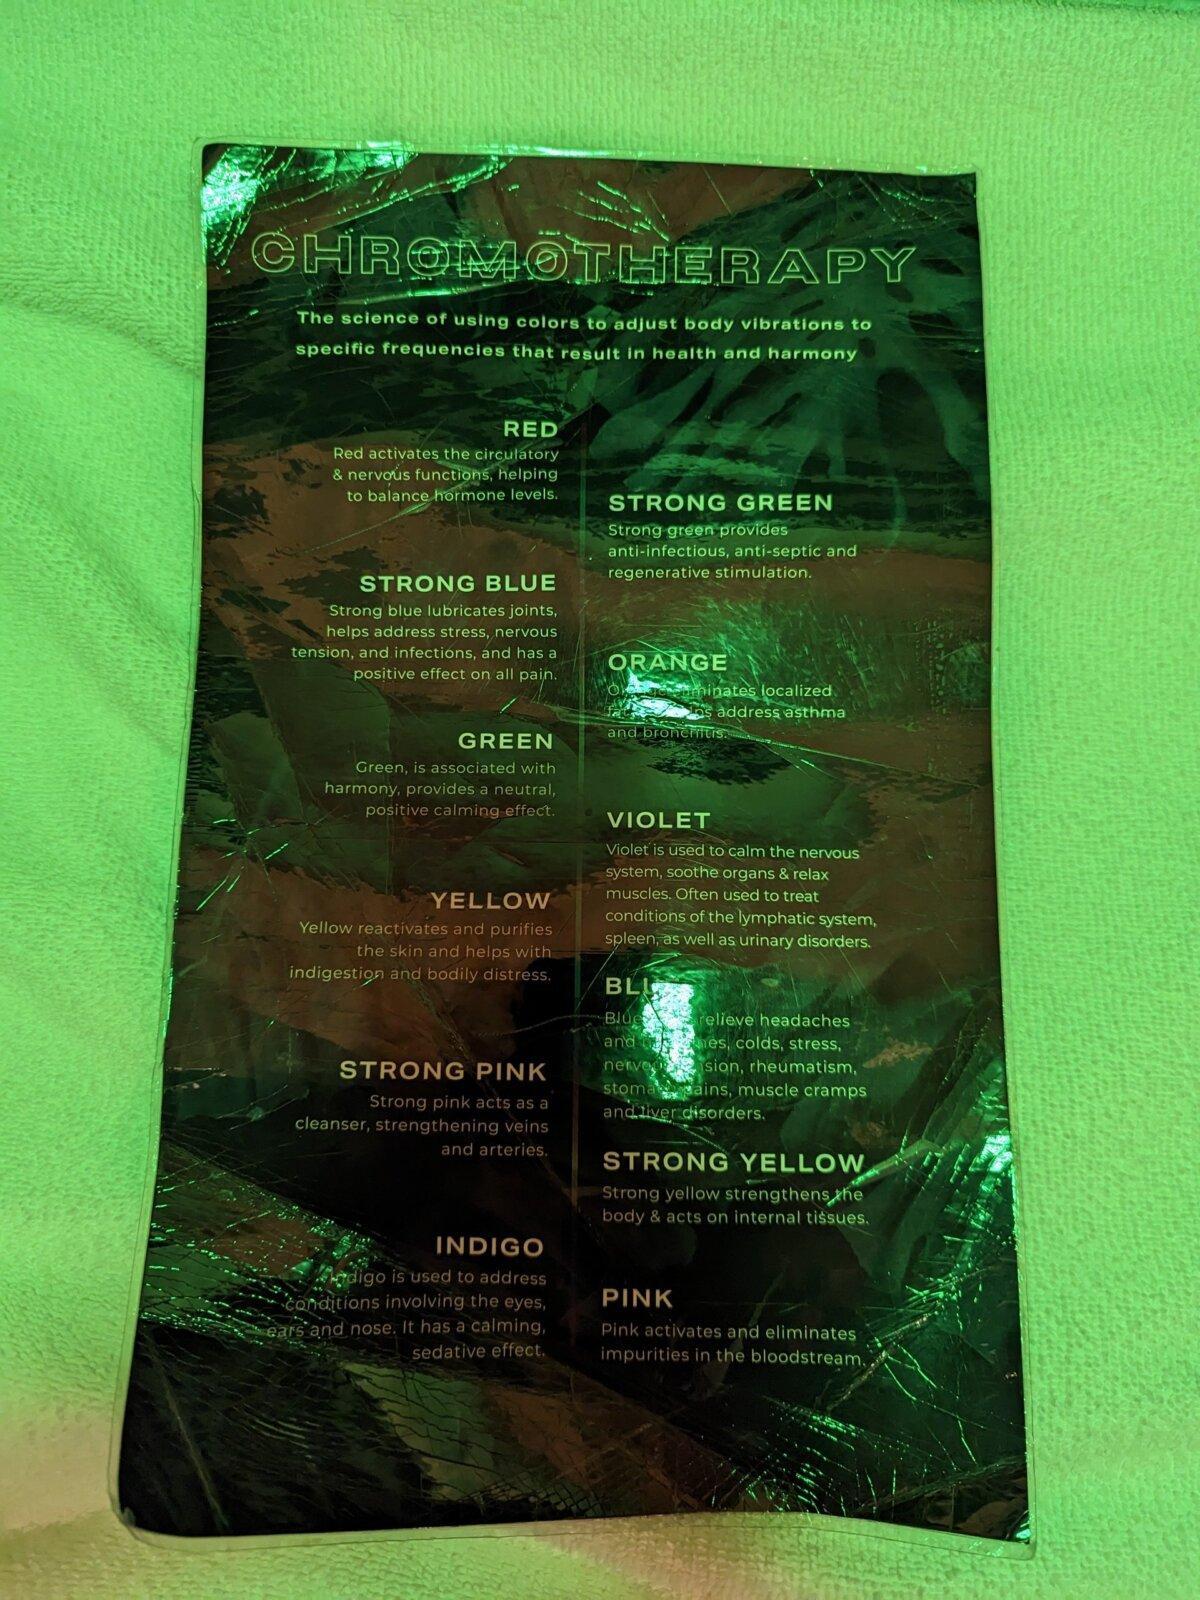 CHROMOTHERAPY
The science of using colors to adjust body vibrations to
specific frequencies that result in health and harmony
RED
Red activates the circulatory
& nervous functions, helping
to balance hormone levels.
STRONG GREEN
Strong green provides
anti-infectious, anti-septic and
regenerative stimulation.
STRONG BLUE
Strong blue lubricates joints,
helps address stress, nervous
tension, and infections, and has a
positive effect on all pain.
ORANGE
localized
address asthma
and bronchitis.
GREEN
Green, is associated with
harmony, provides a neutral,
positive calming effect.
VIOLET
Violet is used to calm the nervous
system, soothe organs & relax
muscles. Often used to treat
conditions of the lymphatic system,
spleen, as well as urinary disorders.
YELLOW
Yellow reactivates and purifies
the skin and helps with
indigestion and bodily distress.
BLUE
Blue relieve headaches
and colds, stress,
rheumatism,
muscle cramps
and liver disorders.
STRONG PINK
Strong pink acts as a
cleanser, strengthening veins
and arteries.
STRONG YELLOW
Strong yellow strengthens the
body & acts on internal tissues.
INDIGO
Indigo is used to address
conditions involving the eyes,
ears and nose. It has a calming,
sedative effect.
PINK
Pink activates and eliminates
impurities in the bloodstream.